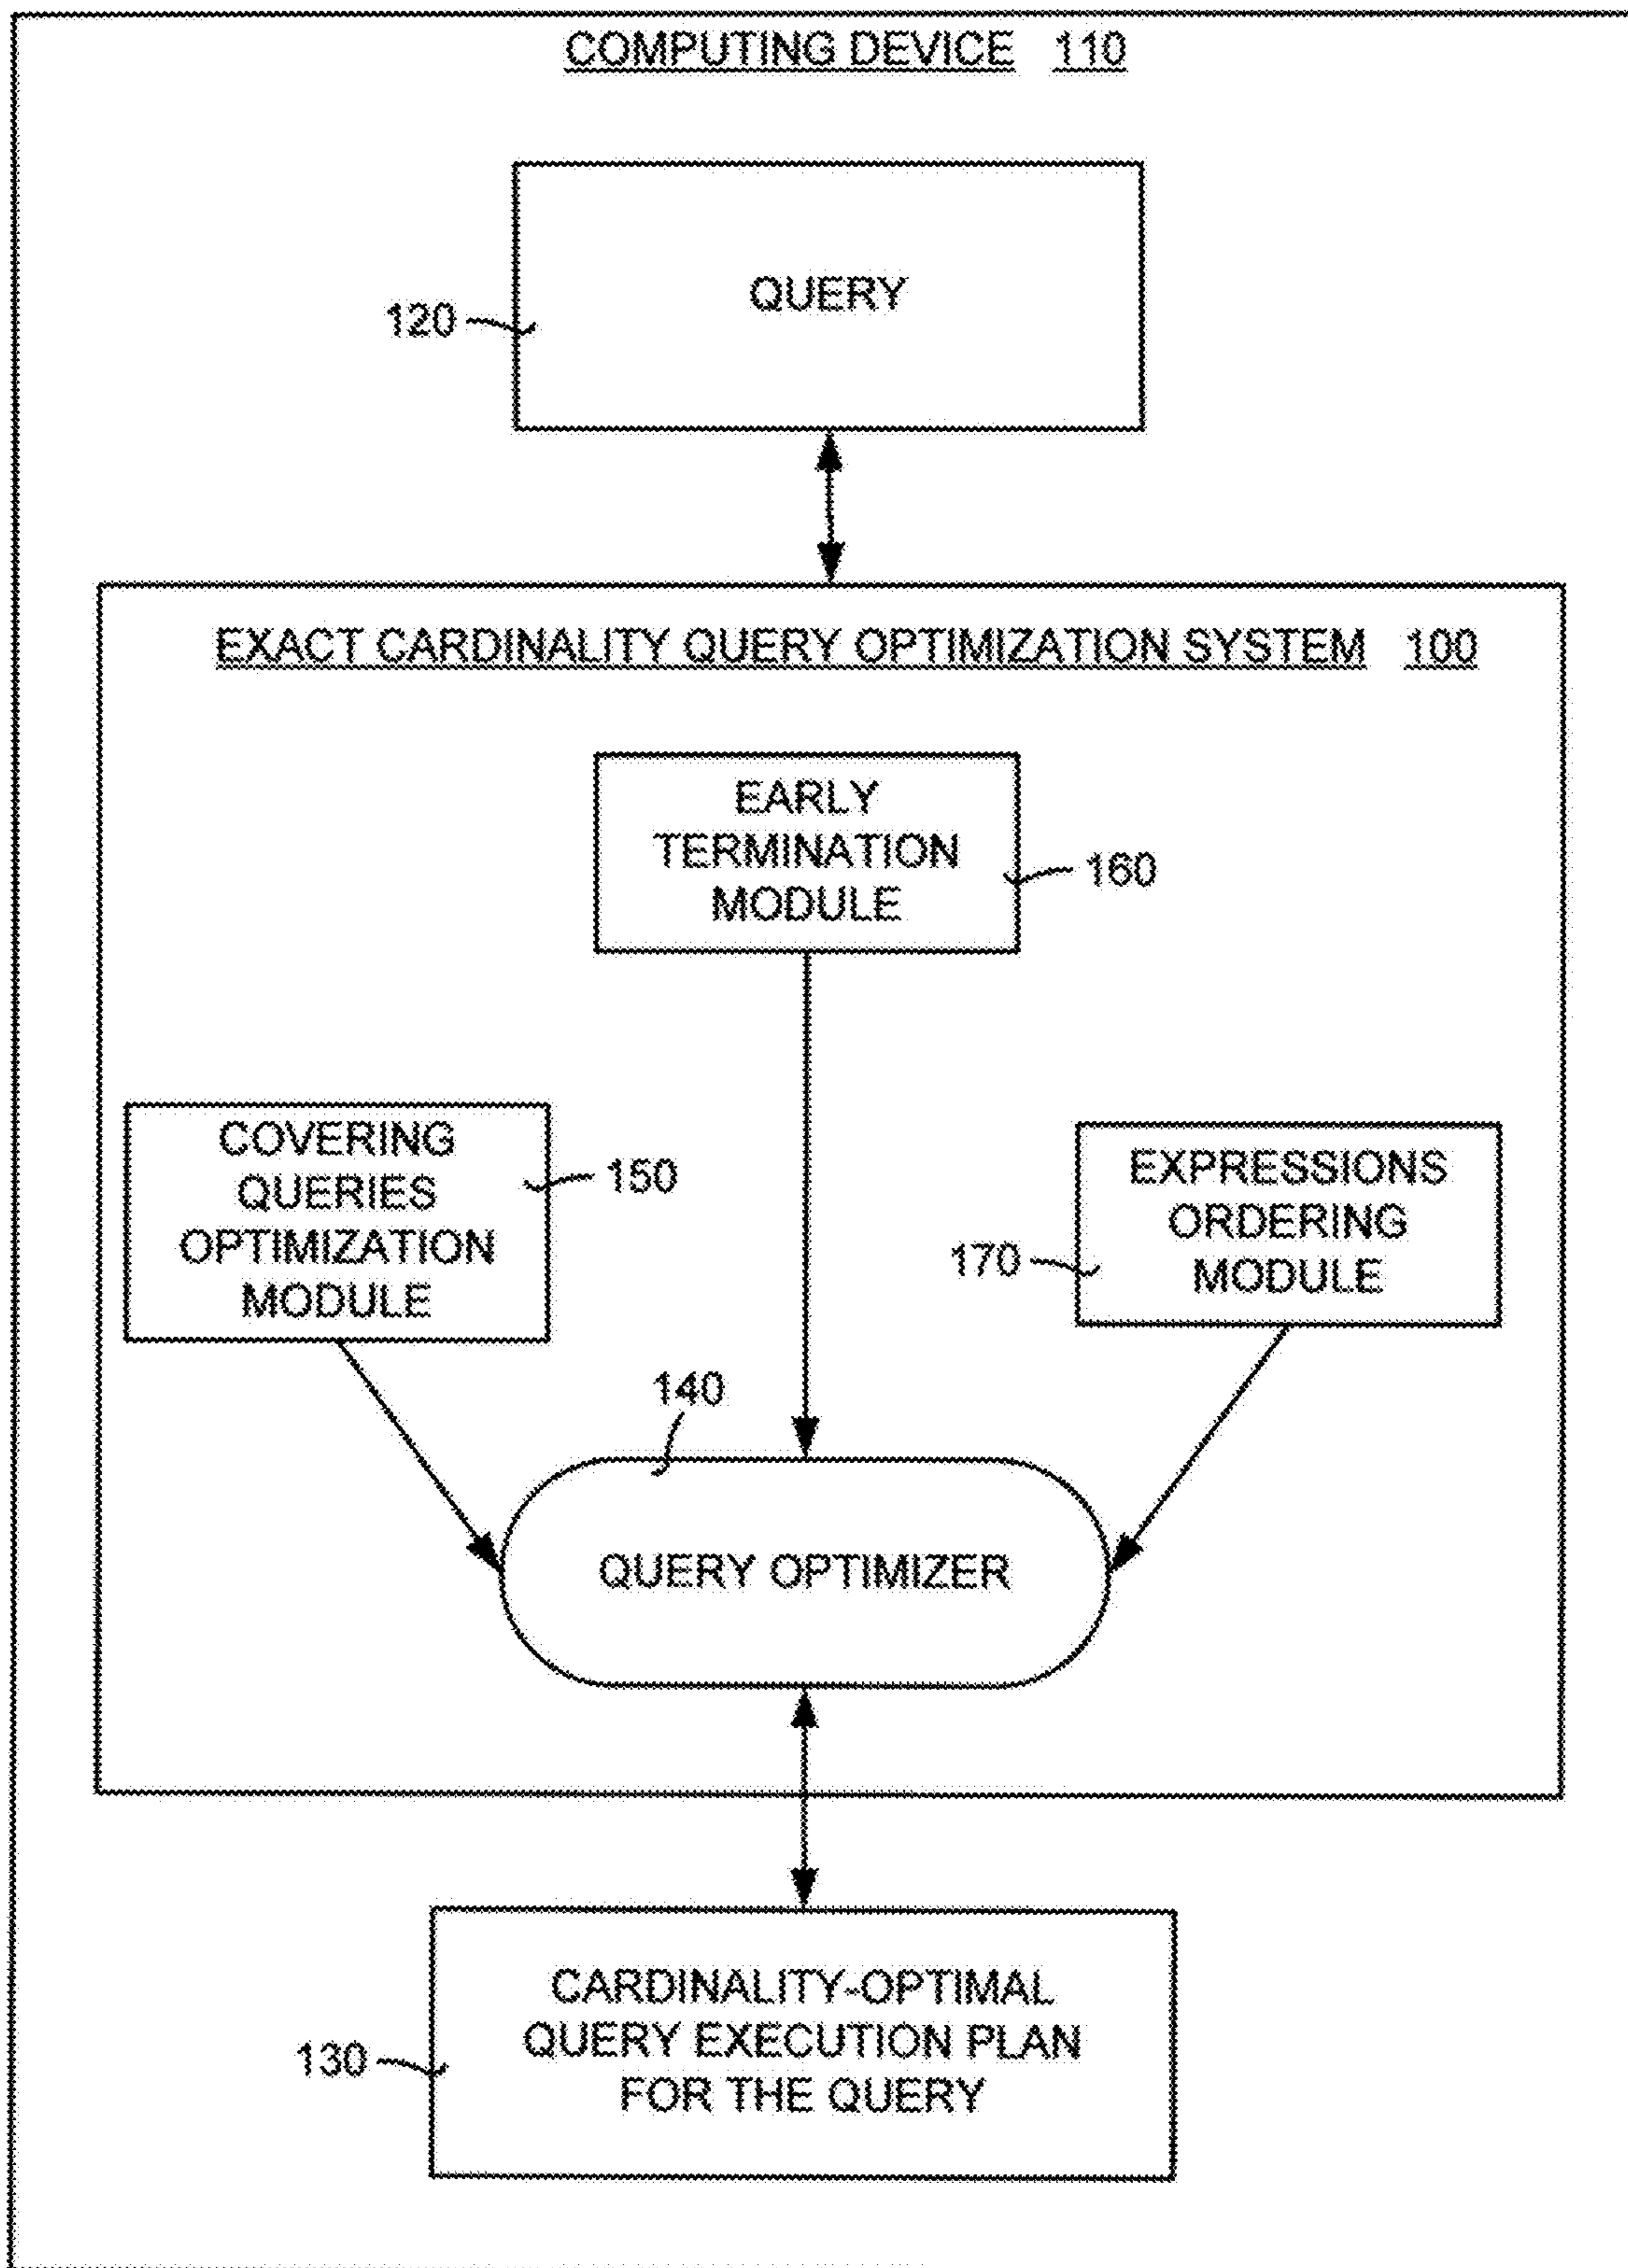 COMPUTING DEVICE 110
QUERY
120
EXACT CARDINALITY QUERY OPTIMIZATION SYSTEM 100
EARLY
TERMINATION
MODULE
160
COVERING
QUERIES
OPTIMIZATION
MODULE
150
EXPRESSIONS
ORDERING
MODULE
170
140
QUERY OPTIMIZER
CARDINALITY-OPTIMAL
QUERY EXECUTION PLAN
FOR THE QUERY
130